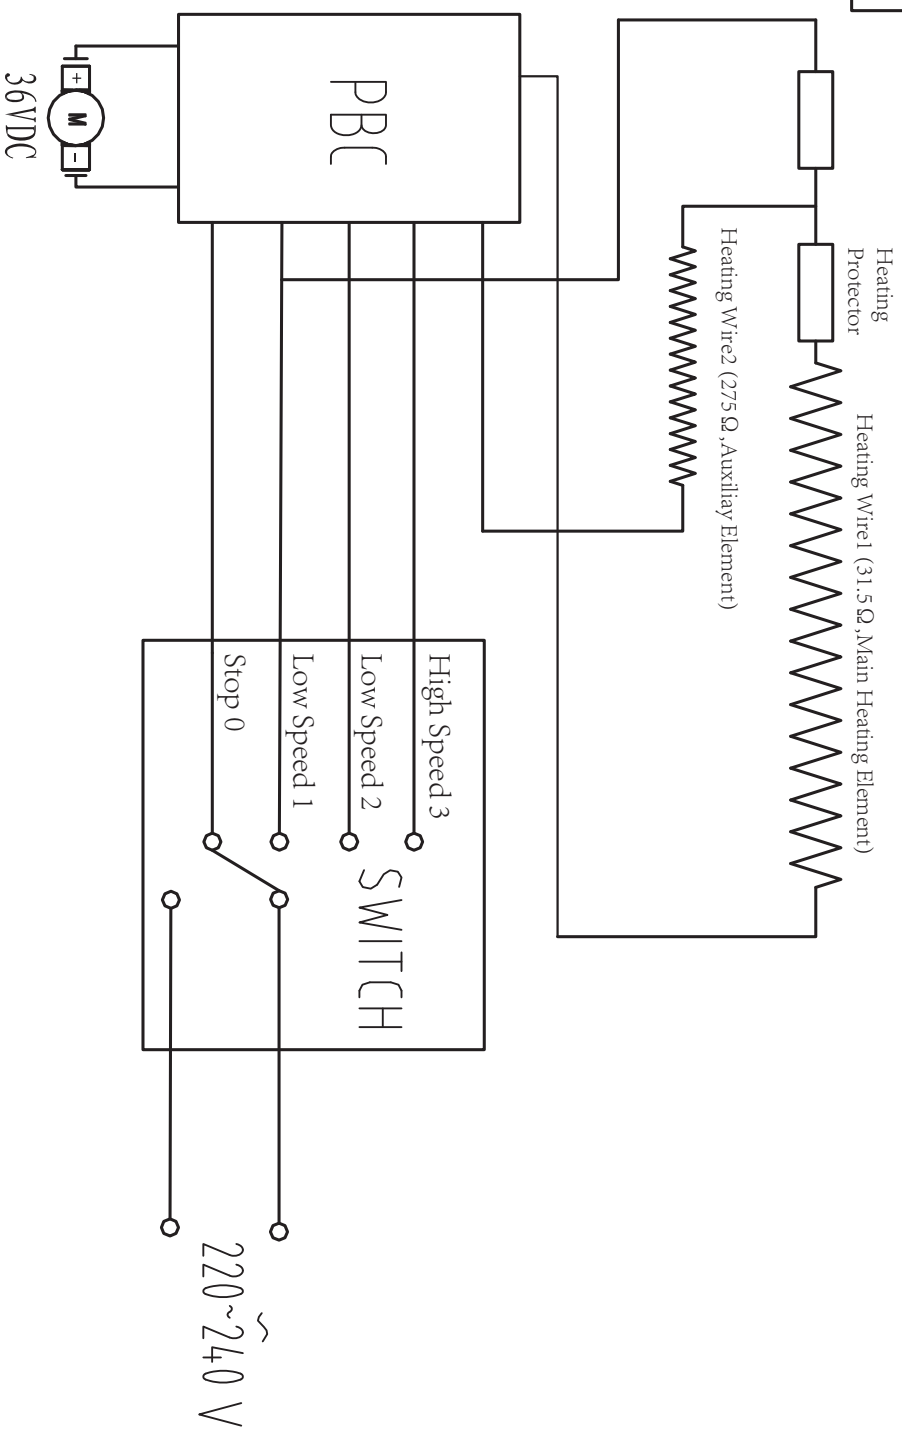 Heating
Protector
Heating Wire1 (31.5Ω,Main Heating Element)
Heating Wire2 (275Ω,Auxiliay Element)
PBC
+
M
-
36VDC
High Speed 3
Low Speed 2
Low Speed 1
Stop 0
SWITCH
~
220~240 V